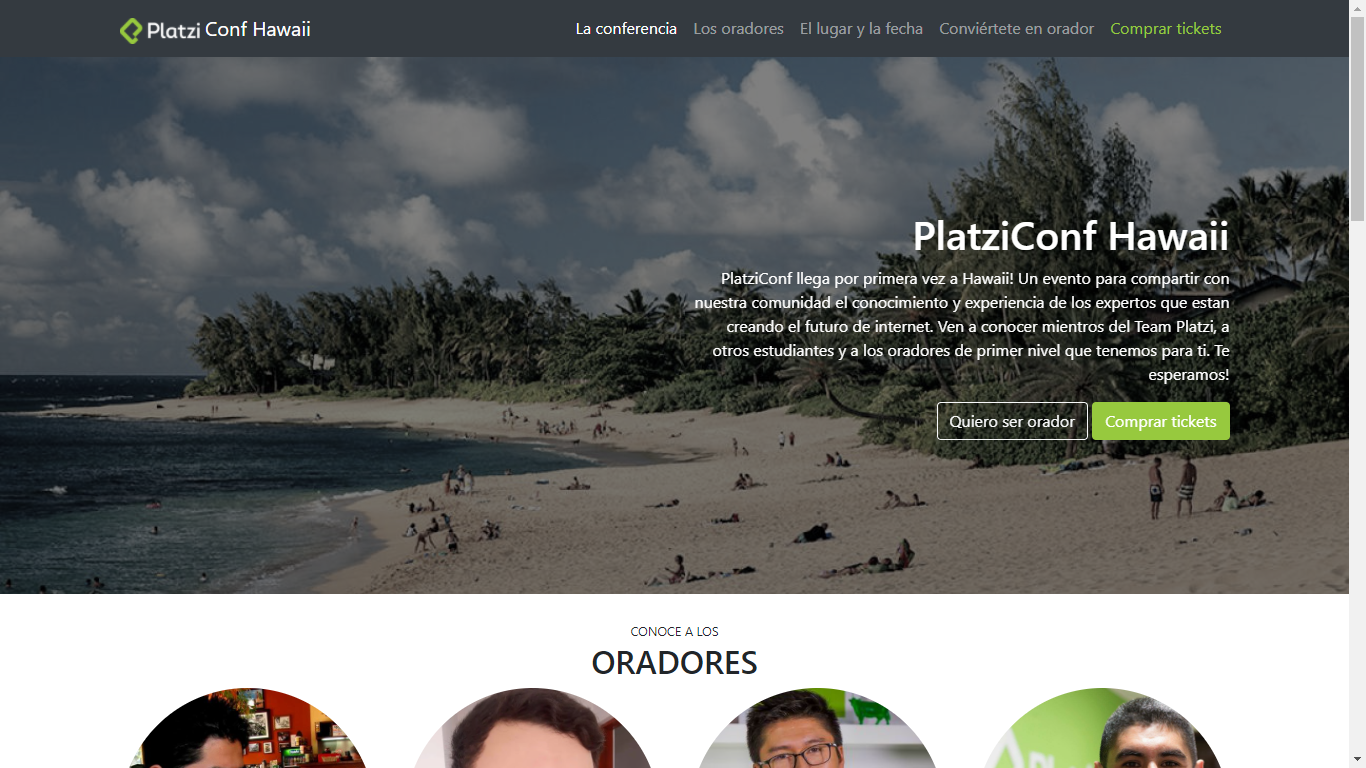 Platzi Conf Hawaii
La conferencia Los oradores El lugar y la fecha Conviértete en orador Comprar tickets
PlatziConf Hawaii
PlatziConf llega por primera vez a Hawaii! Un evento para compartir con
nuestra comunidad el conocimiento y experiencia de los expertos que estan
creando el futuro de internet. Ven a conocer mientros del Team Platzi, a
otros estudiantes y a los oradores de primer nivel que tenemos para ti. Te
esperamos!
Quiero ser orador Comprar tickets
CONOCE A LOS
ORADORES